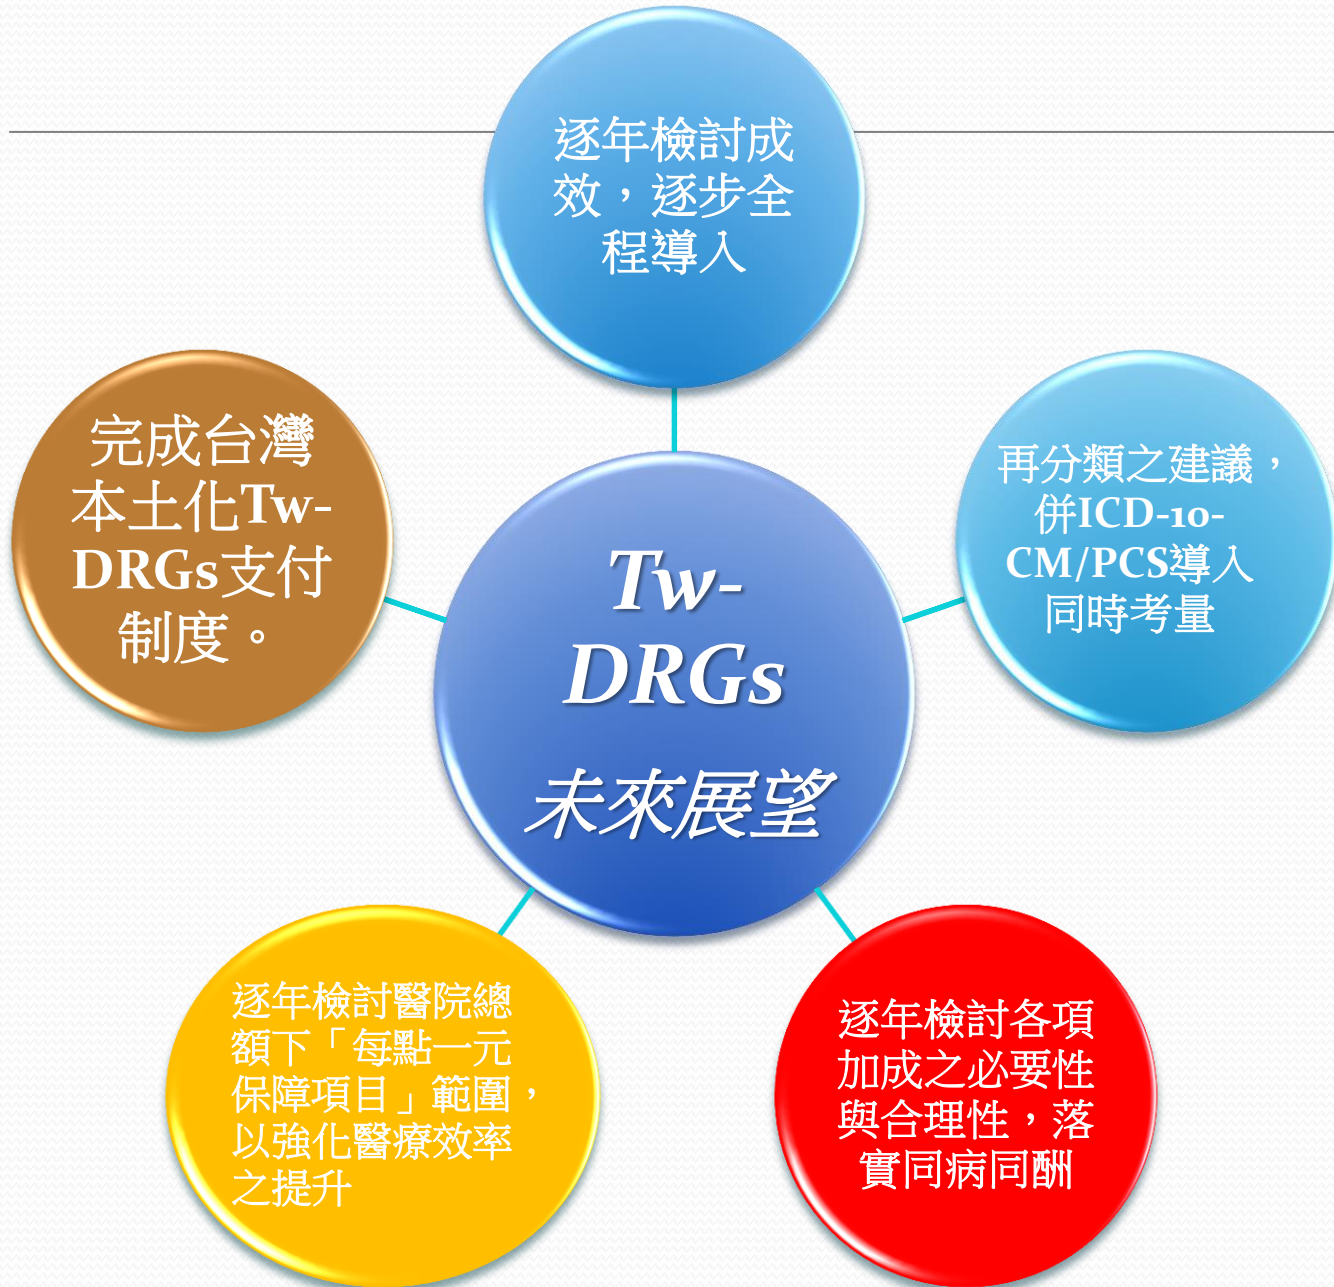 逐年檢討成
效，逐步全
程導入
完成台灣
本土化Tw-
DRGs支付
制度。
再分類之建議，
併ICD-10-
CM/PCS導入
同時考量
Tw-
DRGs
未來展望
逐年檢討醫院總
額下「每點一元
保障項目」範圍，
以強化醫療效率
之提升
逐年檢討各項
加成之必要性
與合理性，落
實同病同酬